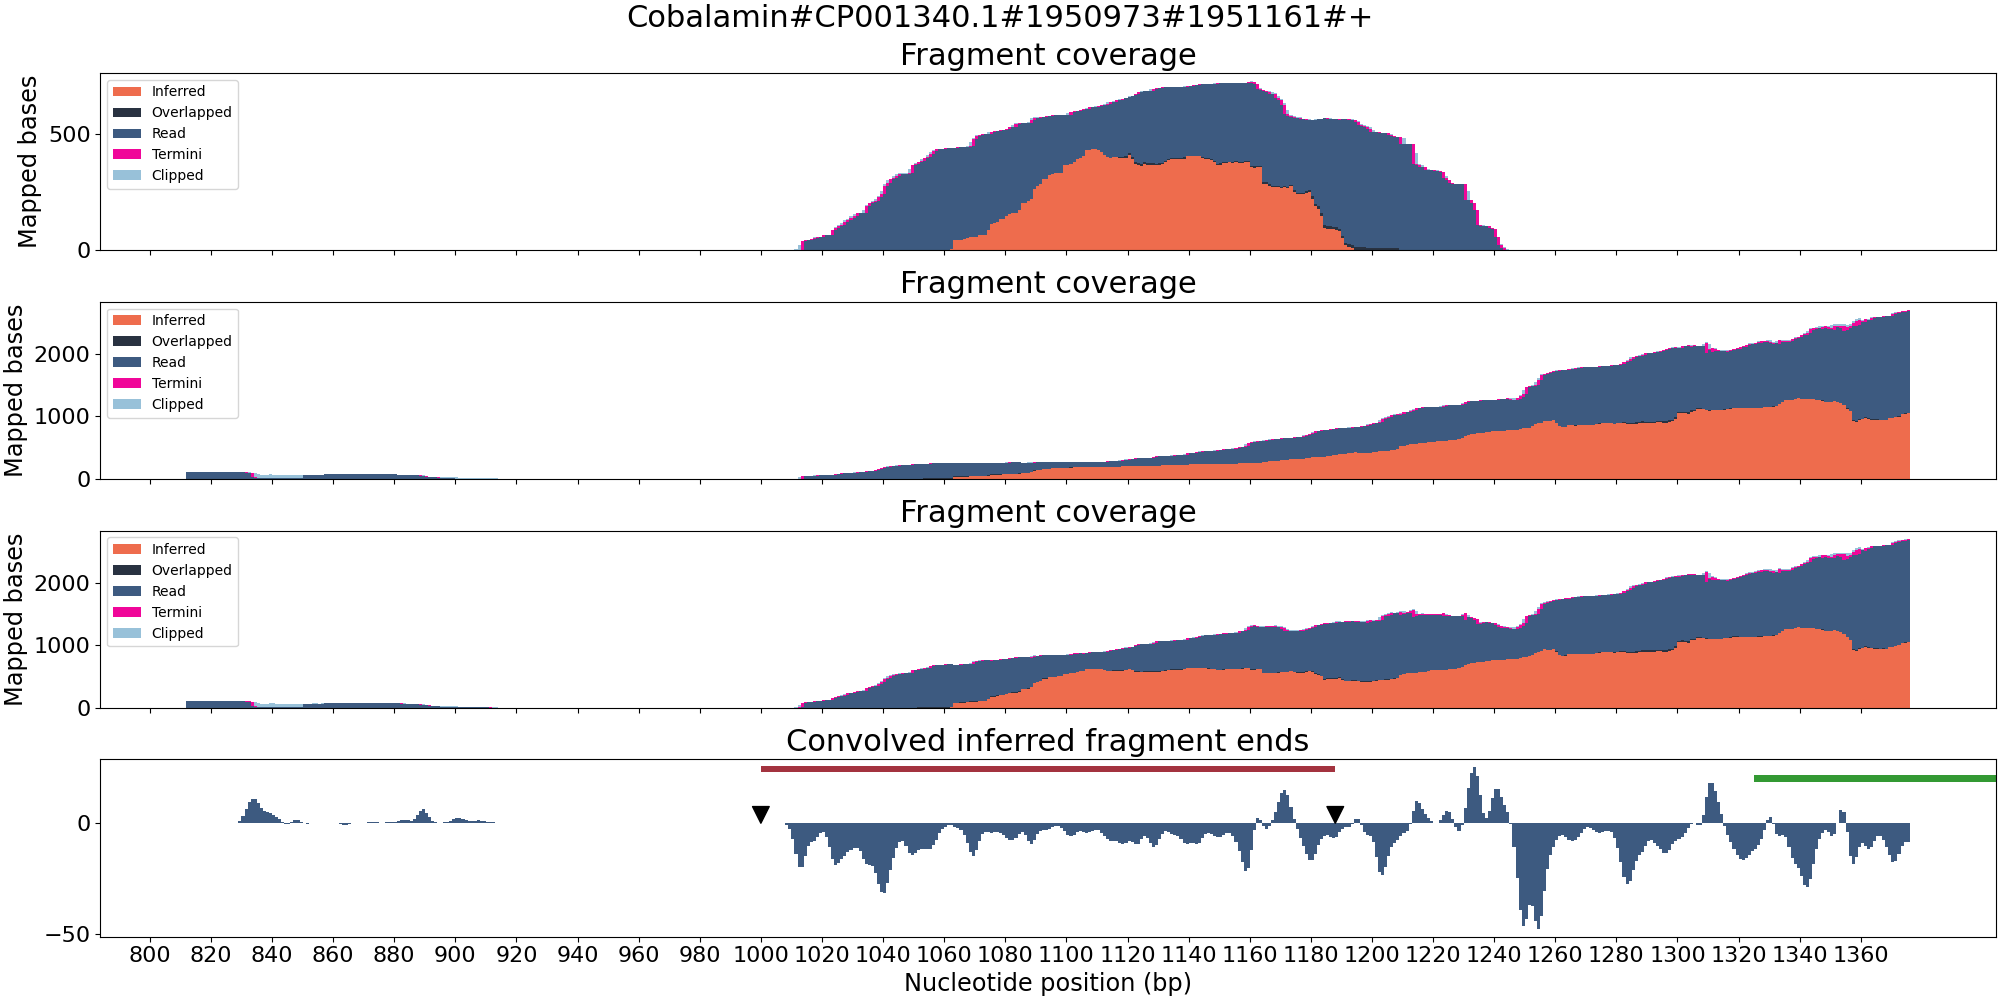 Cobalamin#CP001340.1#1950973#1951161#+
Fragment coverage
Mapped bases
500
0
Inferred
Overlapped
Read
Termini
Clipped
Fragment coverage
Mapped bases
2000
1000
0
Inferred
Overlapped
Read
Termini
Clipped
Fragment coverage
Mapped bases
2000
1000
0
Inferred
Overlapped
Read
Termini
Clipped
Convolved inferred fragment ends
0
−50
800 820 840 860 880 900 920 940 960 980 1000 1020 1040 1060 1080 1100 1120 1140 1160 1180 1200 1220 1240 1260 1280 1300 1320 1340 1360
Nucleotide position (bp)